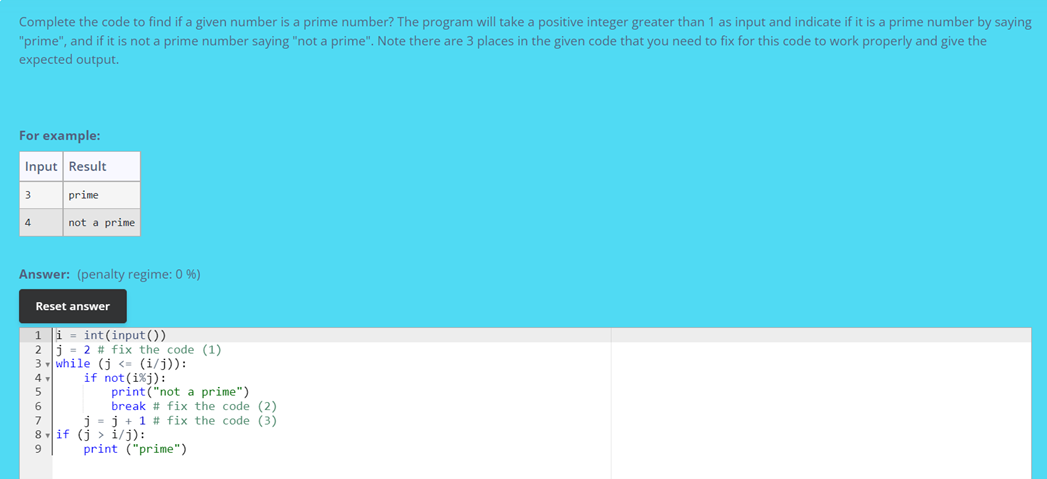 Complete the code to find if a given number is a prime number? The program will take a positive integer greater than 1 as input and indicate if it is a prime number by saying
"prime", and if it is not a prime number saying "not a prime". Note there are 3 places in the given code that you need to fix for this code to work properly and give the
expected output.
For example:
Input Result
3 prime
4 not a prime
Answer: (penalty regime: 0 %)
Reset answer
1 i = int(input())
2 j = 2 # fix the code (1)
3 while (j <= (i/j)):
4     if not(i%j):
5         print("not a prime")
6         break # fix the code (2)
7     j = j + 1 # fix the code (3)
8 if (j > i/j):
9     print ("prime")